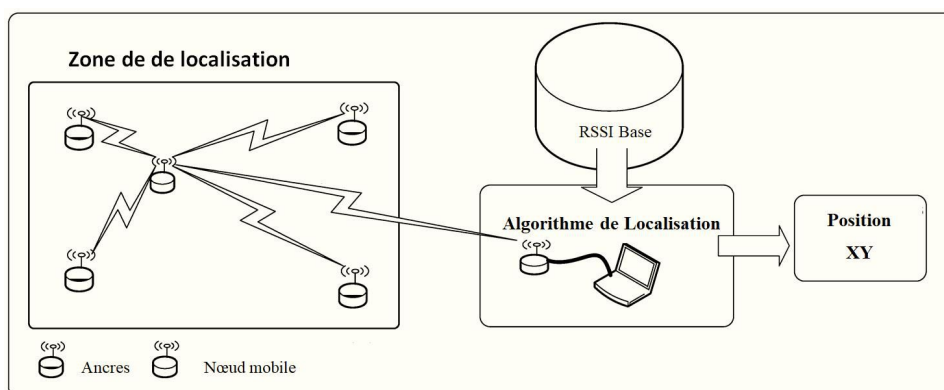 Zone de de localisation
RSSI Base
Algorithme de Localisation
Position
XY
Ancres
Nœud mobile